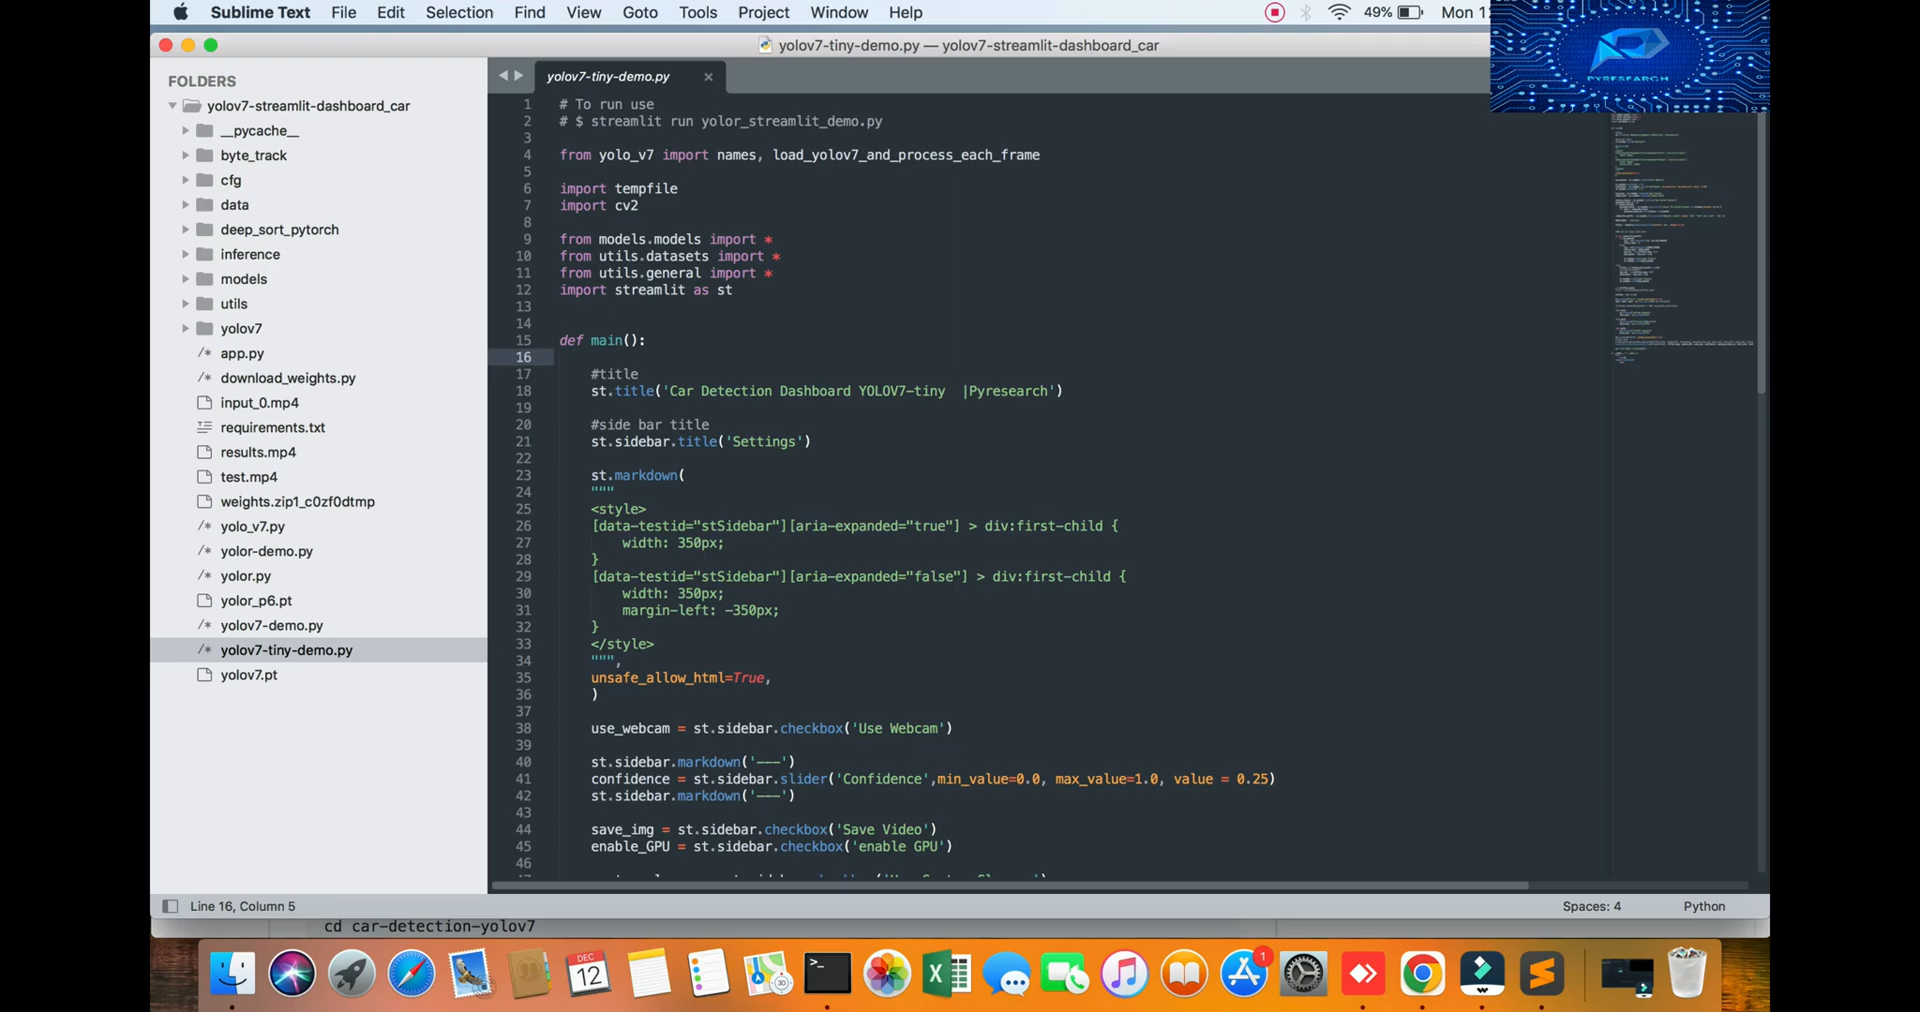 Sublime Text File Edit Selection Find View Goto Tools Project Window Help 49% Mon 1
PYRESEARCH
yolov7-tiny-demo.py — yolov7-streamlit-dashboard_car
FOLDERS
yolov7-streamlit-dashboard_car
__pycache__
byte_track
cfg
data
deep_sort_pytorch
inference
models
utils
yolov7
app.py
download_weights.py
input_0.mp4
requirements.txt
results.mp4
test.mp4
weights.zip1_c0zf0dtmp
yolo_v7.py
yolor-demo.py
yolor.py
yolor_p6.pt
yolov7-demo.py
yolov7-tiny-demo.py
yolov7.pt
yolov7-tiny-demo.py
1 # To run use
2 # $ streamlit run yolor_streamlit_demo.py
3
4 from yolo_v7 import names, load_yolov7_and_process_each_frame
5
6 import tempfile
7 import cv2
8
9 from models.models import *
10 from utils.datasets import *
11 from utils.general import *
12 import streamlit as st
13
14
15 def main():
16
17 #title
18 st.title('Car Detection Dashboard YOLOV7-tiny  |Pyresearch')
19
20 #side bar title
21 st.sidebar.title('Settings')
22
23 st.markdown(
24 """
25 <style>
26 [data-testid="stSidebar"][aria-expanded="true"] > div:first-child {
27 width: 350px;
28 }
29 [data-testid="stSidebar"][aria-expanded="false"] > div:first-child {
30 width: 350px;
31 margin-left: -350px;
32 }
33 </style>
34 """,
35 unsafe_allow_html=True,
36 )
37
38 use_webcam = st.sidebar.checkbox('Use Webcam')
39
40 st.sidebar.markdown('---')
41 confidence = st.sidebar.slider('Confidence',min_value=0.0, max_value=1.0, value = 0.25)
42 st.sidebar.markdown('---')
43
44 save_img = st.sidebar.checkbox('Save Video')
45 enable_GPU = st.sidebar.checkbox('enable GPU')
46
Line 16, Column 5 Spaces: 4 Python
cd car-detection-yolov7
DEC
12
1